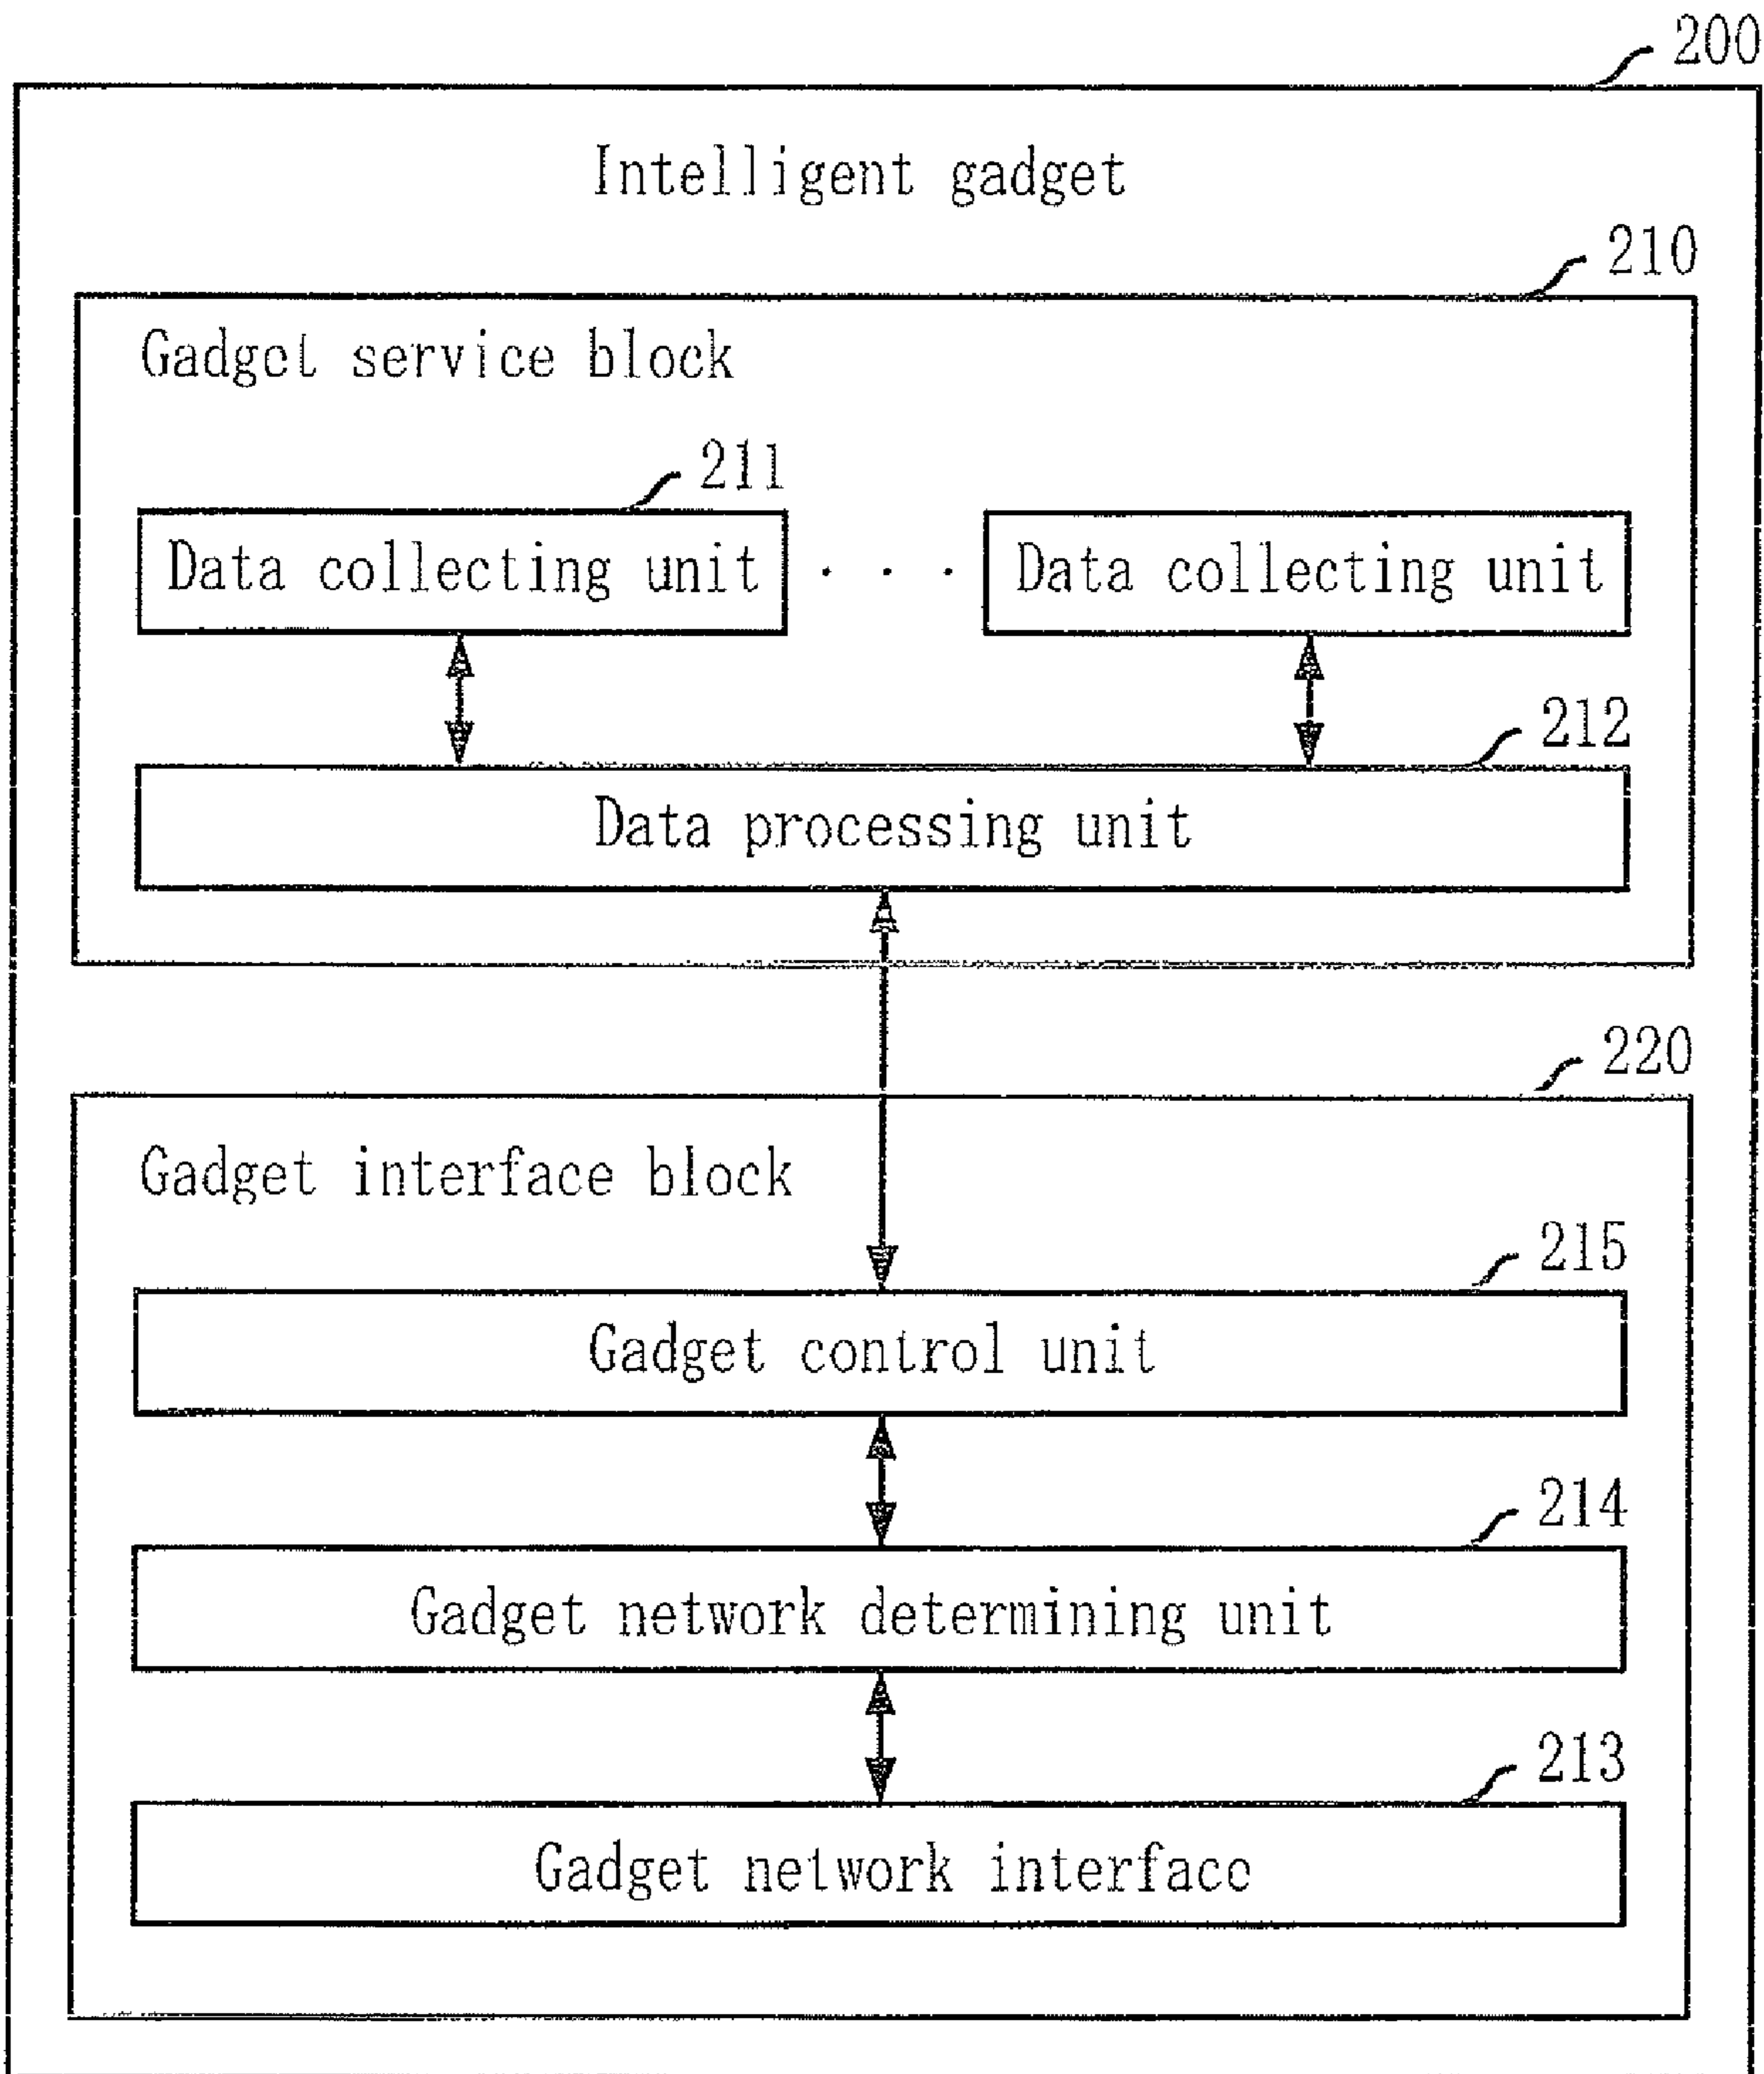 200
Intelligent gadget
210
Gadget service block
211
Data collecting unit . . . Data collecting unit
212
Data processing unit
220
Gadget interface block
215
Gadget control unit
214
Gadget network determining unit
213
Gadget network interface